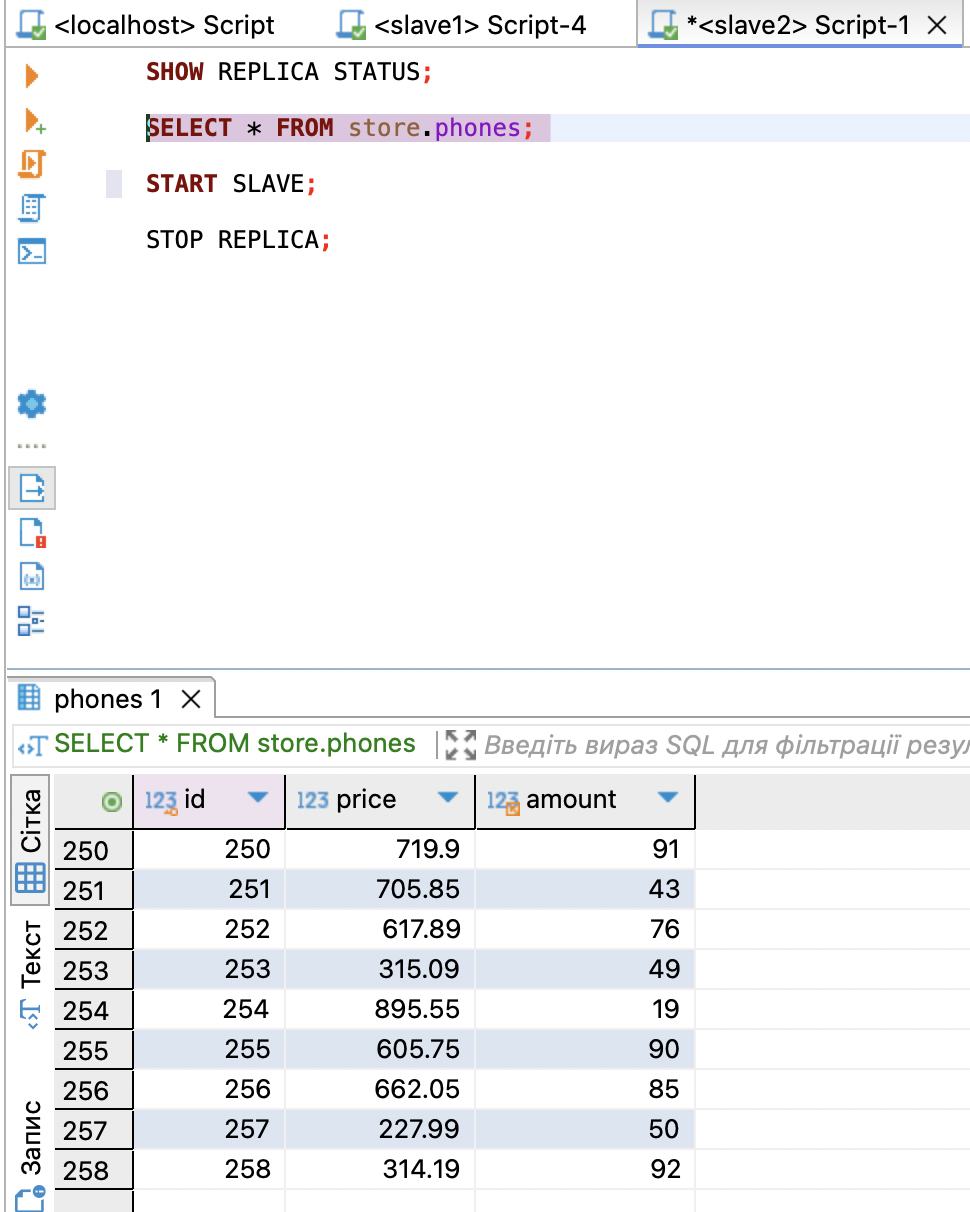 <localhost> Script <slave1> Script-4 *<slave2> Script-1
SHOW REPLICA STATUS;
SELECT * FROM store.phones;
START SLAVE;
STOP REPLICA;
phones 1
SELECT * FROM store.phones Введіть вираз SQL для фільтрації резул
Сітка
Текст
Запис
123 id 123 price 123 amount
250 250 719.9 91
251 251 705.85 43
252 252 617.89 76
253 253 315.09 49
254 254 895.55 19
255 255 605.75 90
256 256 662.05 85
257 257 227.99 50
258 258 314.19 92